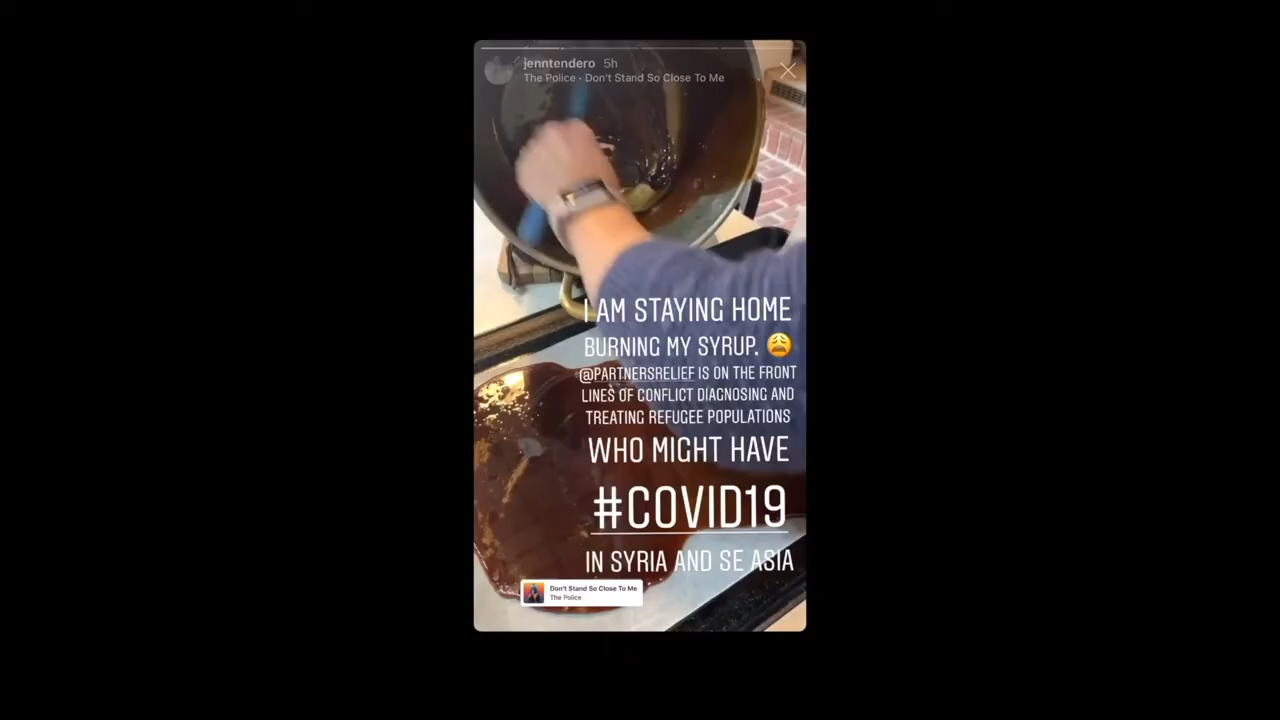 jenntendero 5h
The Police · Don't Stand So Close To Me
I AM STAYING HOME
BURNING MY SYRUP. 😩
@PARTNERSRELIEF IS ON THE FRONT
LINES OF CONFLICT DIAGNOSING AND
TREATING REFUGEE POPULATIONS
WHO MIGHT HAVE
#COVID19
IN SYRIA AND SE ASIA
Don't Stand So Close To Me
The Police